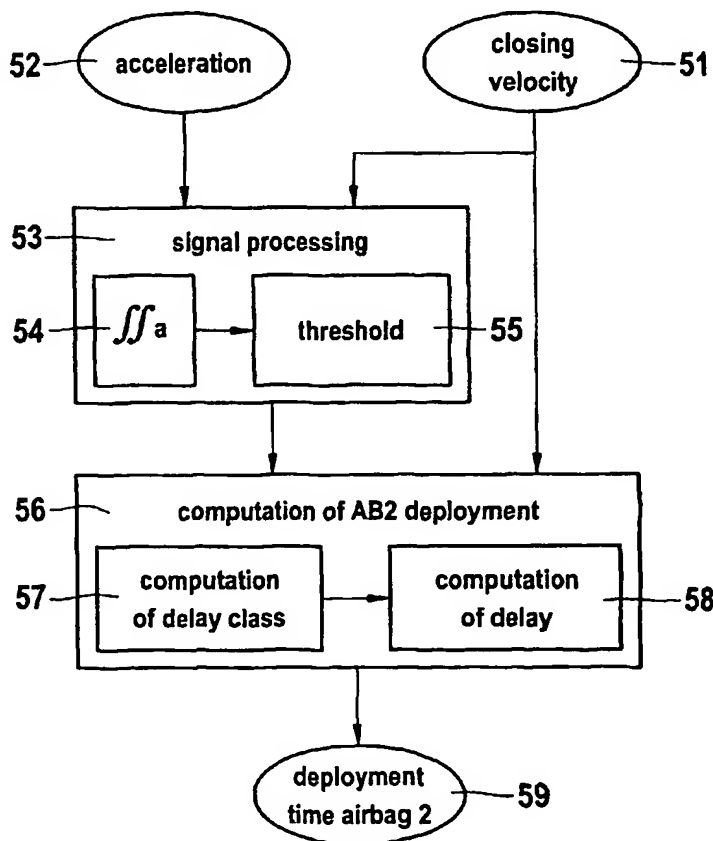 52
acceleration
closing
velocity
51
53
signal processing
54
∬ a
threshold
55
56
computation of AB2 deployment
57
computation
of delay class
computation
of delay
58
deployment
time airbag 2
59